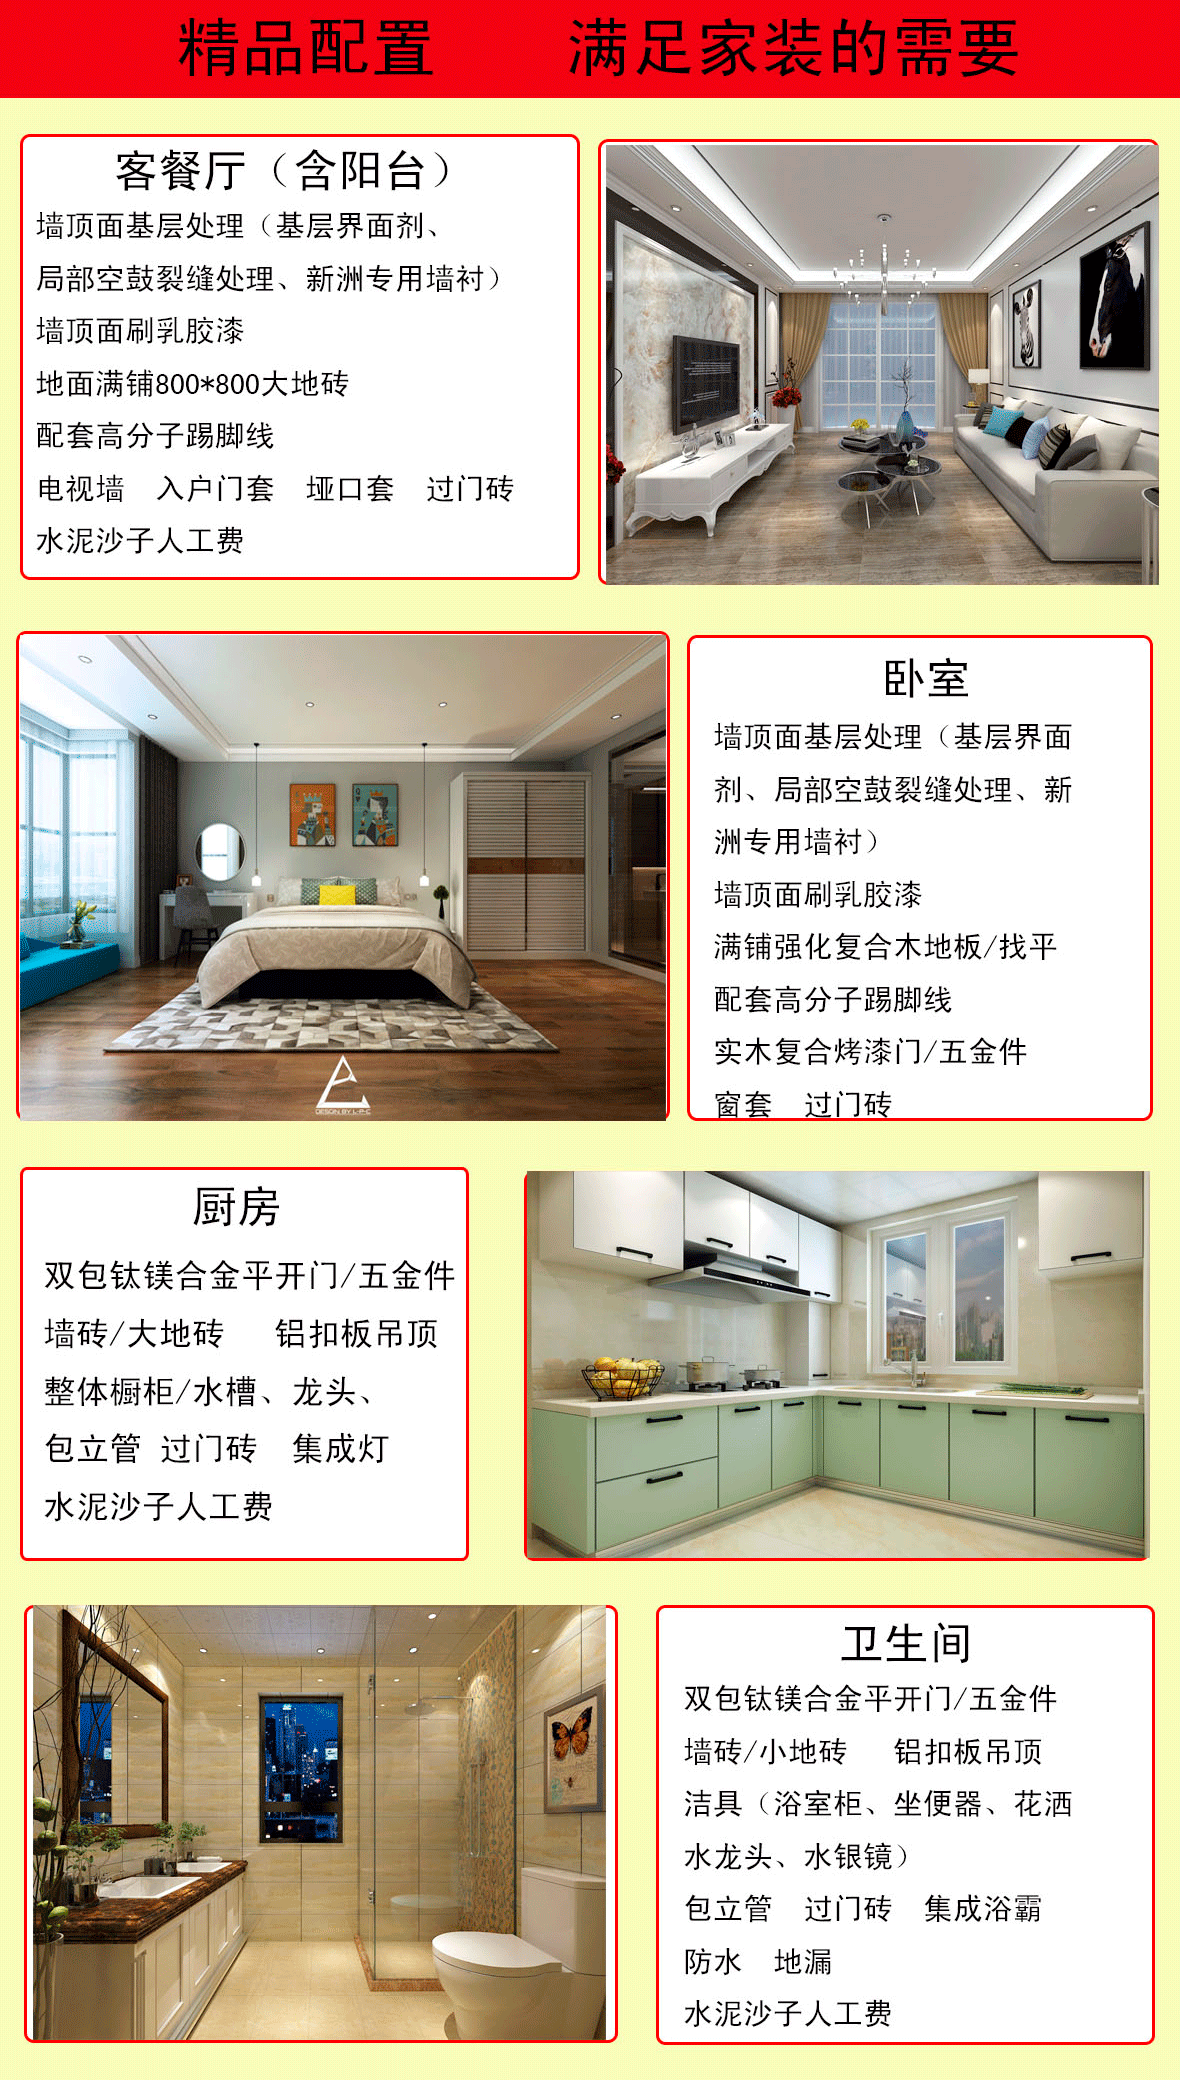 精品配置 满足家装的需要
客餐厅（含阳台）
墙顶面基层处理（基层界面剂、
局部空鼓裂缝处理、新洲专用墙衬）
墙顶面刷乳胶漆
地面满铺800*800大地砖
配套高分子踢脚线
电视墙 入户门套 垭口套 过门砖
水泥沙子人工费
卧室
墙顶面基层处理（基层界面
剂、局部空鼓裂缝处理、新
洲专用墙衬）
墙顶面刷乳胶漆
满铺强化复合木地板/找平
配套高分子踢脚线
实木复合烤漆门/五金件
窗套 过门砖
DESIGN BY L-P-C
厨房
双包钛镁合金平开门/五金件
墙砖/大地砖 铝扣板吊顶
整体橱柜/水槽、龙头、
包立管 过门砖 集成灯
水泥沙子人工费
卫生间
双包钛镁合金平开门/五金件
墙砖/小地砖 铝扣板吊顶
洁具（浴室柜、坐便器、花洒
水龙头、水银镜）
包立管 过门砖 集成浴霸
防水 地漏
水泥沙子人工费